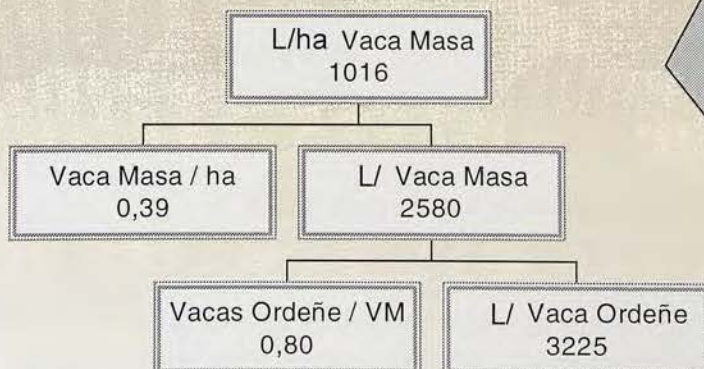 L/ha Vaca Masa
1016
Vaca Masa / ha
0,39
L/ Vaca Masa
2580
Vacas Ordeñe / VM
0,80
L/ Vaca Ordeñe
3225